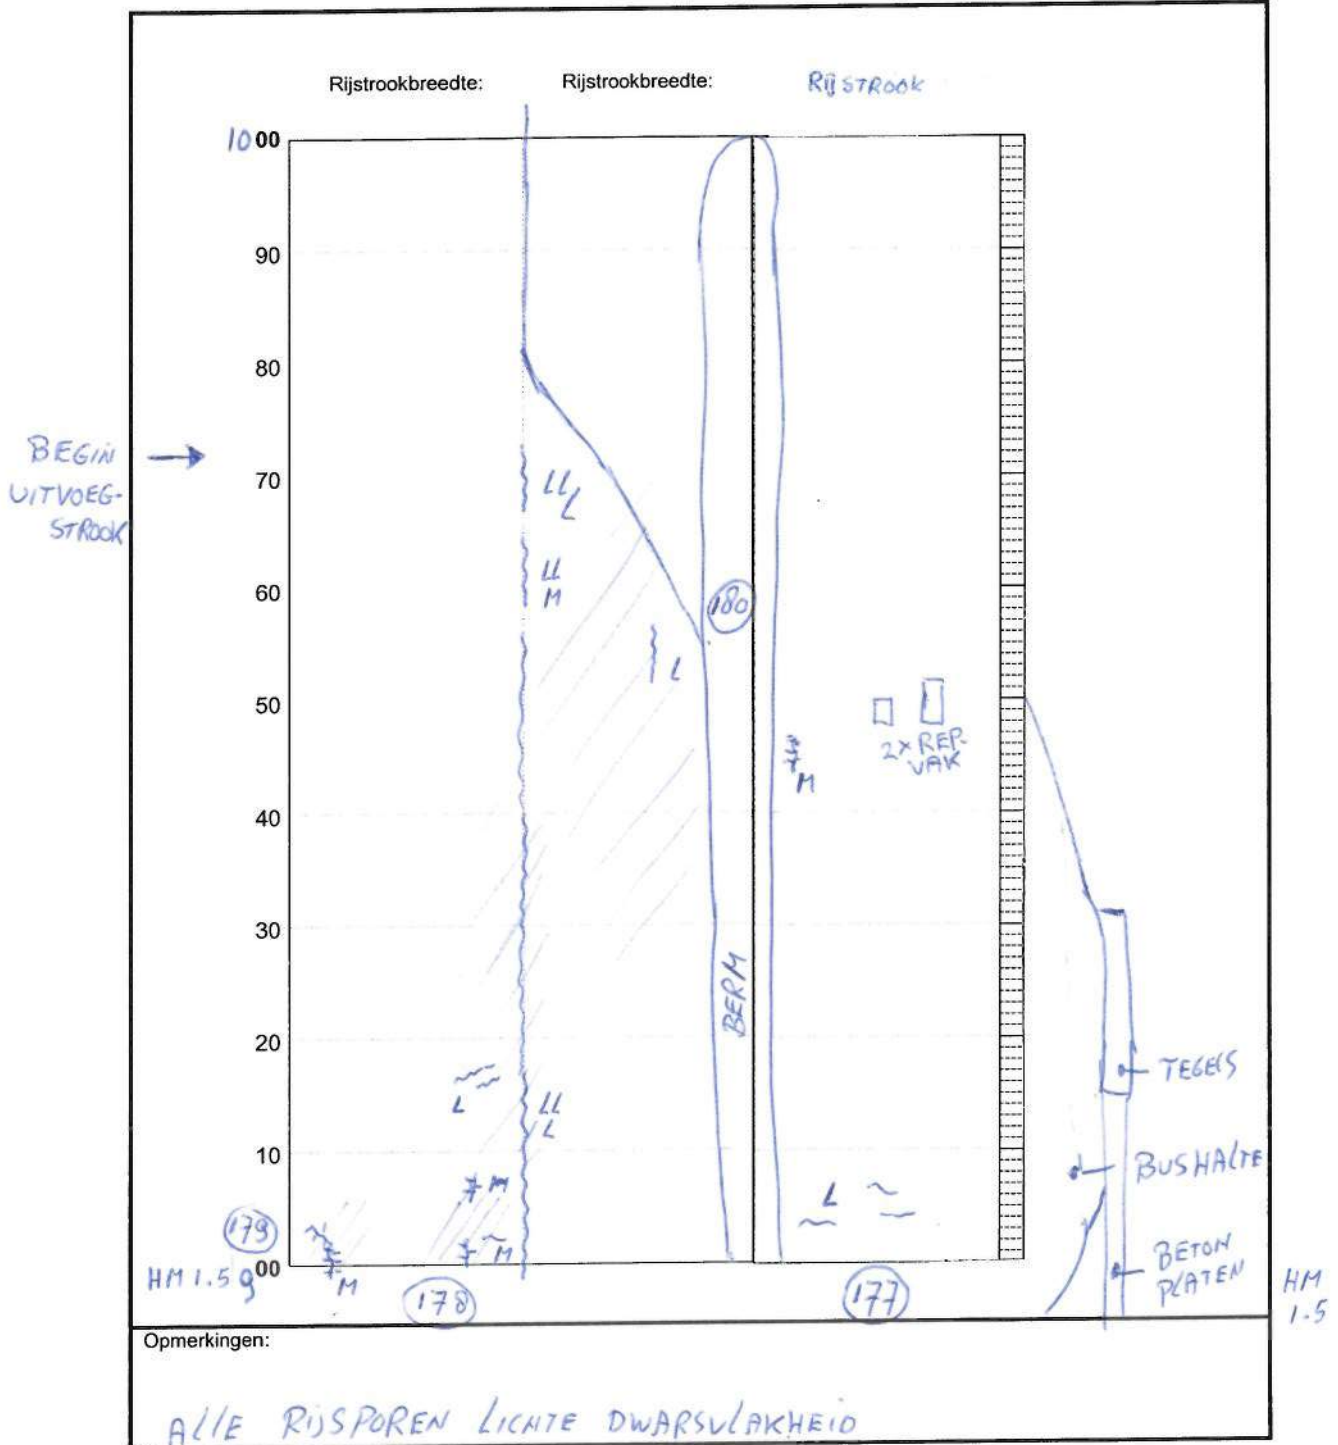 Rijstrookbreedte: Rijstrookbreedte: RIJSTROOK
1000
90
80
BEGIN
UITVOEG-
STROOK
70
LL
L
LL
M
60
180
L
50
2x REP.
VAK
M
40
30
BERM
20
TEGELS
L
LL
L
10
BUSHALTE
M
L
179
M
M
00
HM 1.5
9
178
177
BETON
PLATEN
HM
1.5
Opmerkingen:
ALLE RIJSPOREN LICHTE DWARSVLAKHEID